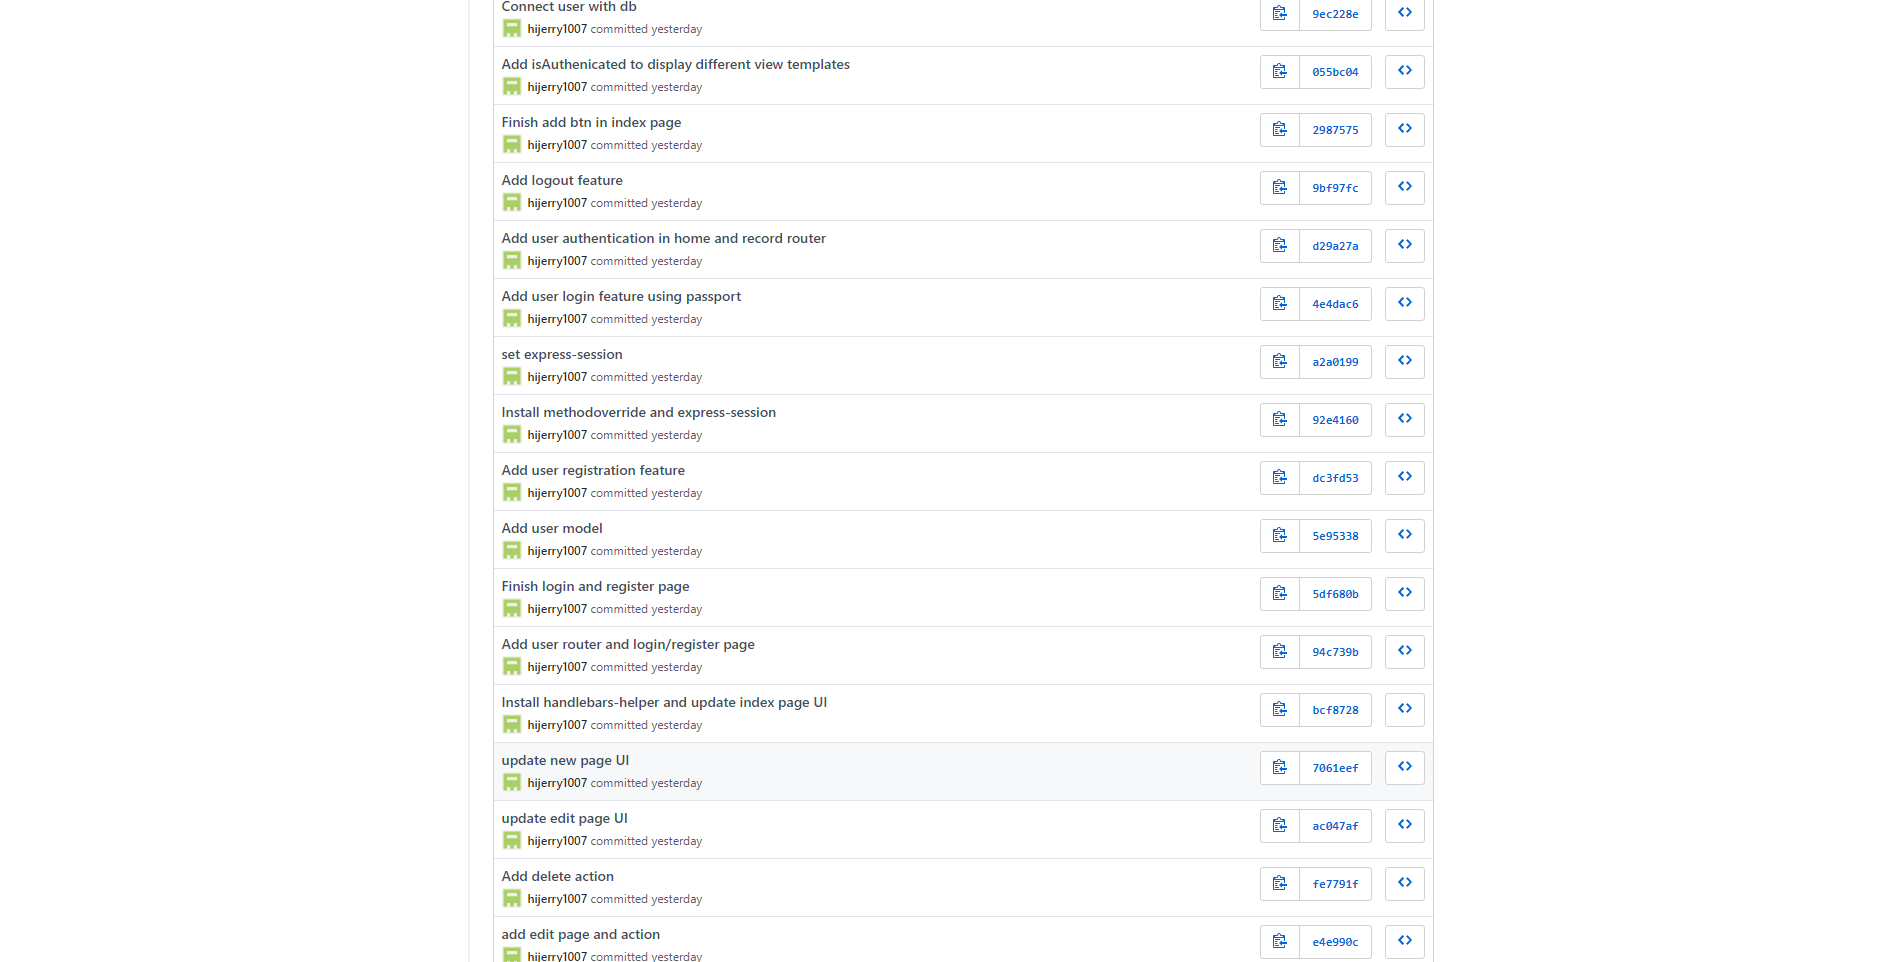 Connect user with db
hijerry1007 committed yesterday
9ec228e
Add isAuthenicated to display different view templates
hijerry1007 committed yesterday
055bc04
Finish add btn in index page
hijerry1007 committed yesterday
2987575
Add logout feature
hijerry1007 committed yesterday
9bf97fc
Add user authentication in home and record router
hijerry1007 committed yesterday
d29a27a
Add user login feature using passport
hijerry1007 committed yesterday
4e4dac6
set express-session
hijerry1007 committed yesterday
a2a0199
Install methodoverride and express-session
hijerry1007 committed yesterday
92e4160
Add user registration feature
hijerry1007 committed yesterday
dc3fd53
Add user model
hijerry1007 committed yesterday
5e95338
Finish login and register page
hijerry1007 committed yesterday
5df680b
Add user router and login/register page
hijerry1007 committed yesterday
94c739b
Install handlebars-helper and update index page UI
hijerry1007 committed yesterday
bcf8728
update new page UI
hijerry1007 committed yesterday
7061eef
update edit page UI
hijerry1007 committed yesterday
ac047af
Add delete action
hijerry1007 committed yesterday
fe7791f
add edit page and action
hijerry1007 committed yesterday
e4e990c